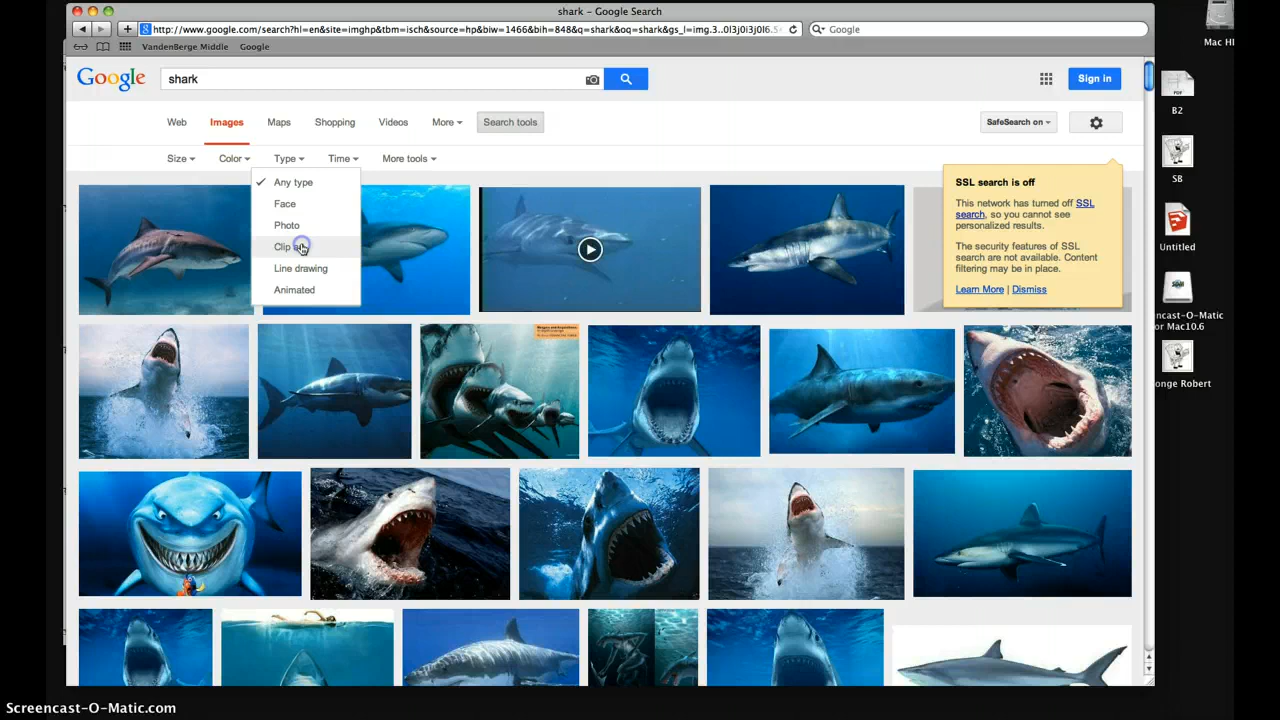 shark – Google Search
http://www.google.com/search?hl=en&site=imghp&tbm=isch&source=hp&biw=1466&bih=848&q=shark&oq=shark&gs_l=img.3..0l3j0i3j0l6.5
Google
VandenBerge Middle
Google
Google
shark
Sign in
Web
Images
Maps
Shopping
Videos
More
Search tools
SafeSearch on
Size
Color
Type
Time
More tools
Any type
Face
Photo
Clip
Line drawing
Animated
SSL search is off
This network has turned off SSL
search, so you cannot see
personalized results.
The security features of SSL
search are not available. Content
filtering may be in place.
Learn More | Dismiss
Mac HI
PDF
B2
SB
Untitled
encast-O-Matic
or Mac10.6
onge Robert
Screencast-O-Matic.com